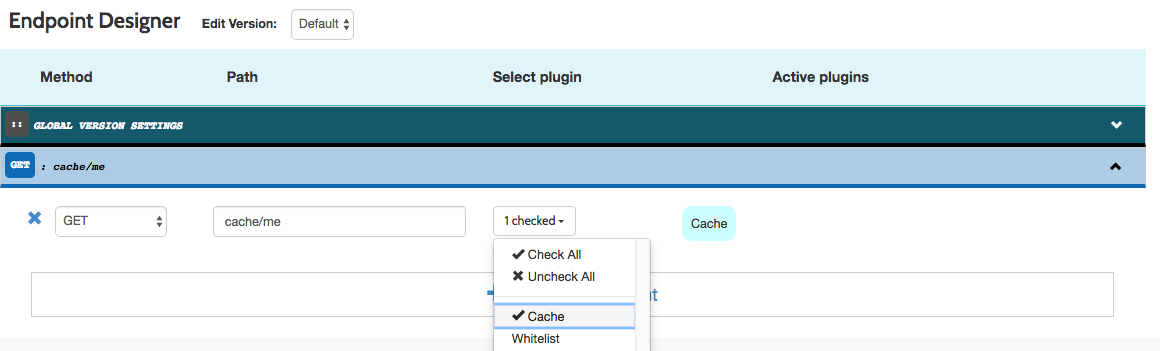 Endpoint Designer Edit Version: Default
Method Path Select plugin Active plugins
:: GLOBAL VERSION SETTINGS
GET : cache/me
GET cache/me 1 checked Cache
Check All
Uncheck All
Cache
Whitelist